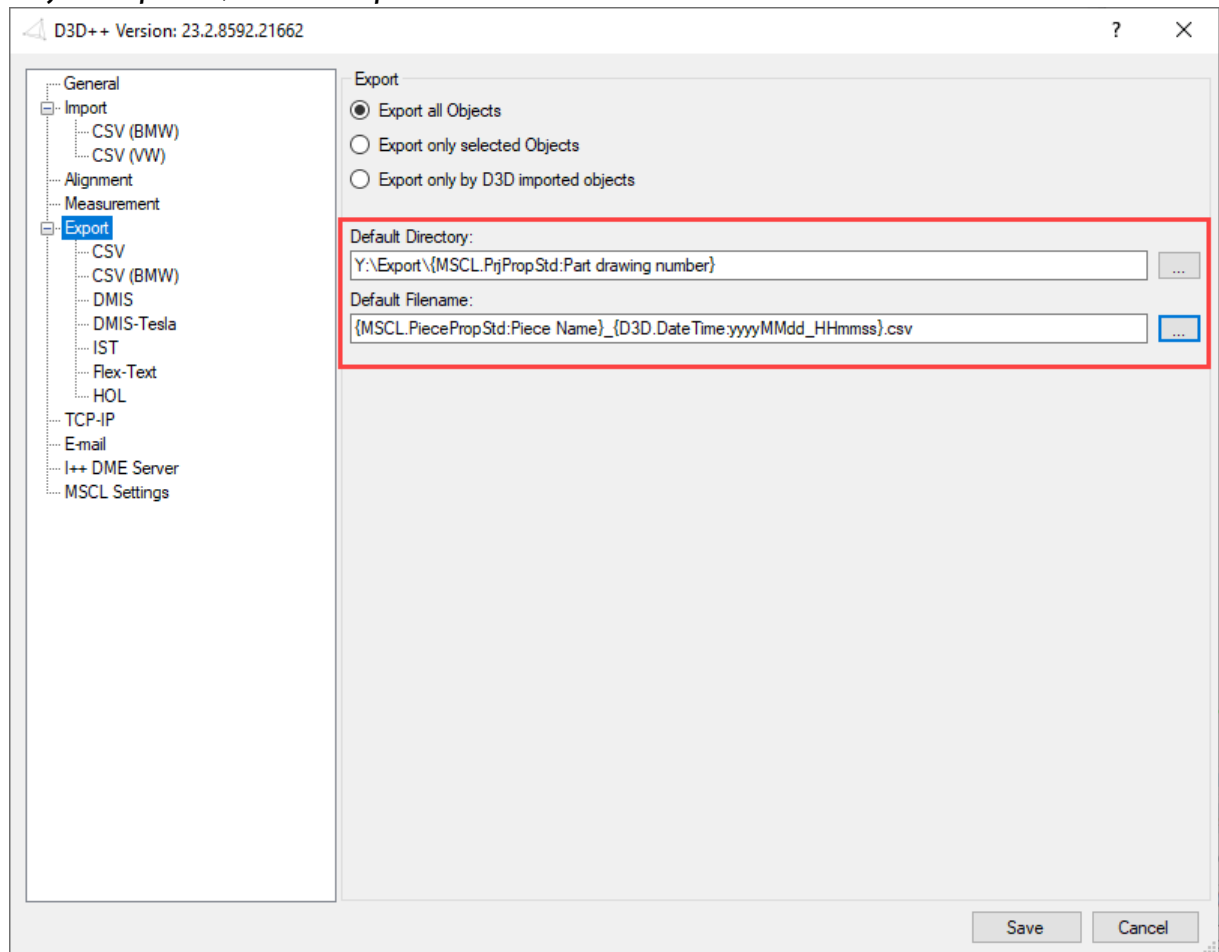 D3D++ Version: 23.2.8592.21662
?
General
Import
CSV (BMW)
CSV (VW)
Alignment
Measurement
Export
CSV
CSV (BMW)
DMIS
DMIS-Tesla
IST
Flex-Text
HOL
TCP-IP
E-mail
I++ DME Server
MSCL Settings
Export
Export all Objects
Export only selected Objects
Export only by D3D imported objects
Default Directory:
Y:\Export\{MSCL.PrjPropStd:Part drawing number}
...
Default Filename:
{MSCL.PiecePropStd:Piece Name}_{D3D.DateTime:yyyyMMdd_HHmmss}.csv
...
Save
Cancel